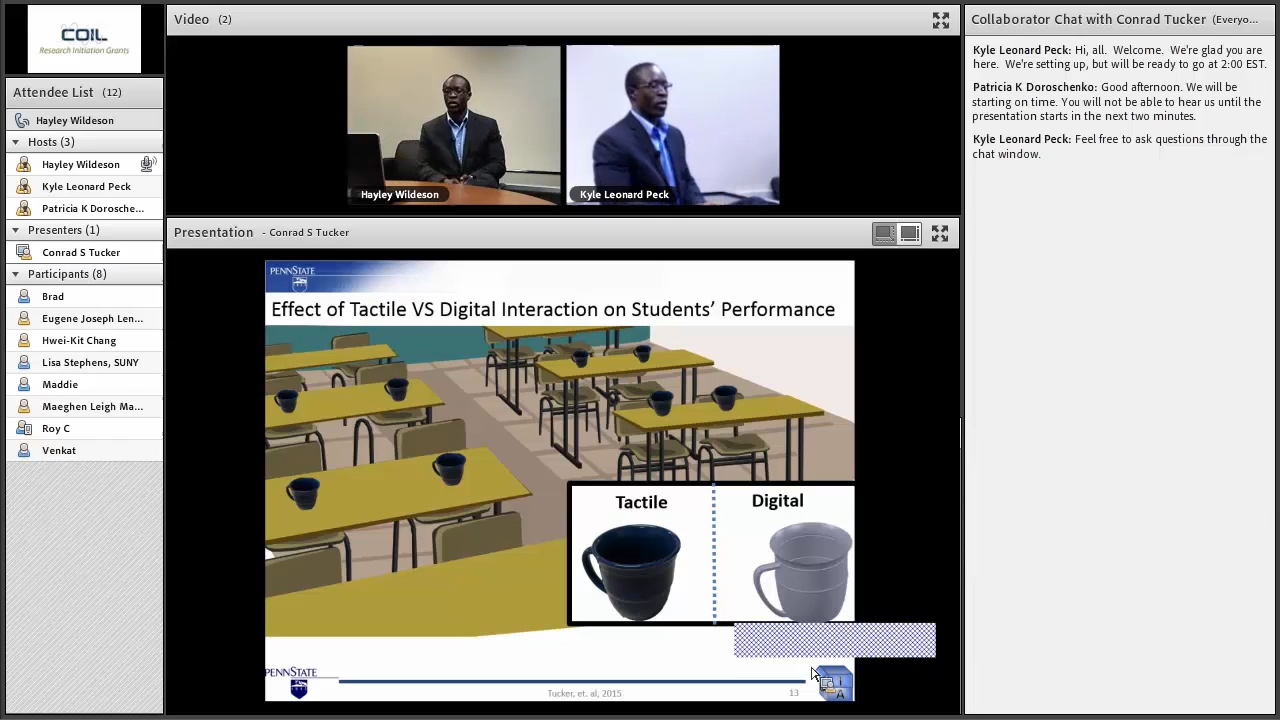 COIL
Research Initiation Grants
Attendee List (12)
Hayley Wildeson
Hosts (3)
Hayley Wildeson
Kyle Leonard Peck
Patricia K Dorosche...
Presenters (1)
Conrad S Tucker
Participants (8)
Brad
Eugene Joseph Len...
Hwei-Kit Chang
Lisa Stephens, SUNY
Maddie
Maeghen Leigh Ma...
Roy C
Venkat
Video (2)
Hayley Wildeson
Kyle Leonard Peck
Presentation - Conrad S Tucker
PENNSTATE
Effect of Tactile VS Digital Interaction on Students' Performance
Tactile
Digital
PENNSTATE
Tucker, et. al, 2015
13
i
A
Collaborator Chat with Conrad Tucker (Everyo...
Kyle Leonard Peck: Hi, all. Welcome. We're glad you are
here. We're setting up, but will be ready to go at 2:00 EST.
Patricia K Doroschenko: Good afternoon. We will be
starting on time. You will not be able to hear us until the
presentation starts in the next two minutes.
Kyle Leonard Peck: Feel free to ask questions through the
chat window.